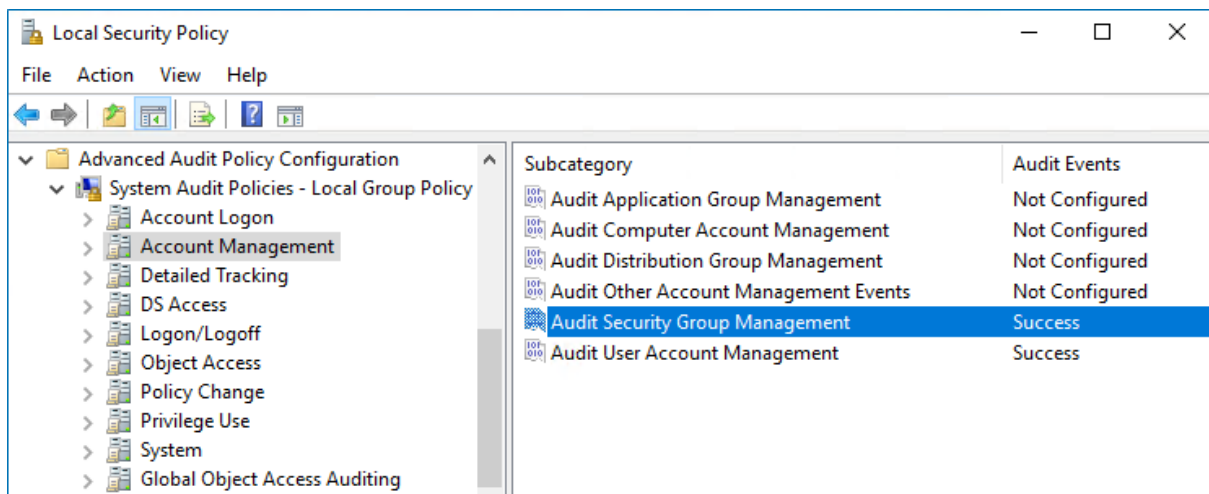 Local Security Policy
File Action View Help
Advanced Audit Policy Configuration
System Audit Policies - Local Group Policy
Account Logon
Account Management
Detailed Tracking
DS Access
Logon/Logoff
Object Access
Policy Change
Privilege Use
System
Global Object Access Auditing
Subcategory Audit Events
Audit Application Group Management Not Configured
Audit Computer Account Management Not Configured
Audit Distribution Group Management Not Configured
Audit Other Account Management Events Not Configured
Audit Security Group Management Success
Audit User Account Management Success